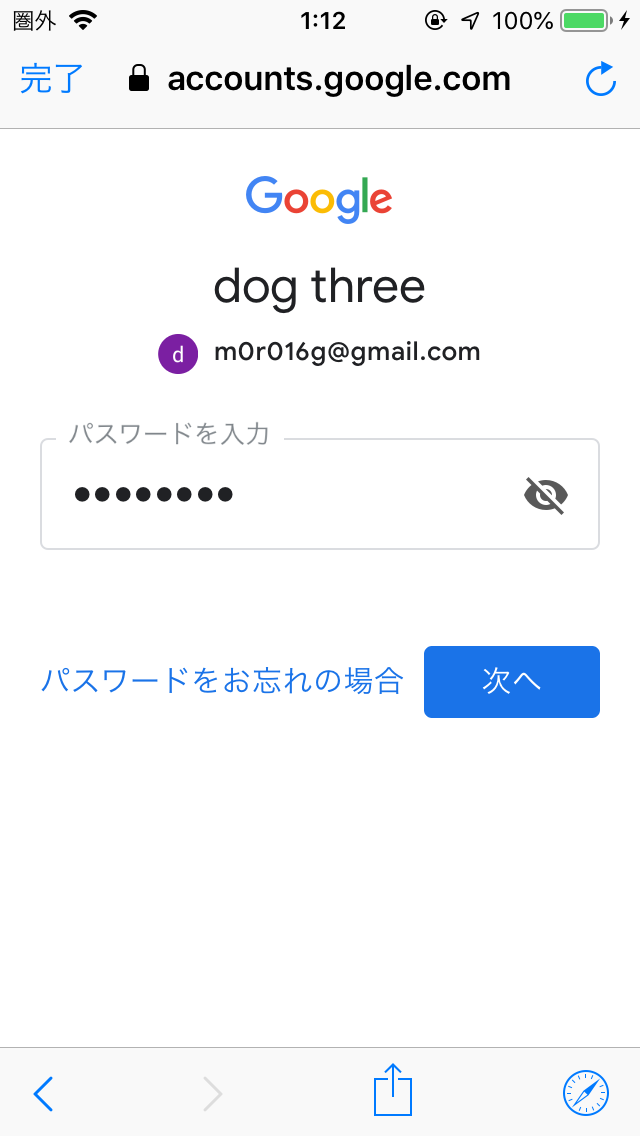 圏外 1:12 100%
完了 accounts.google.com
Google
dog three
d m0r016g@gmail.com
パスワードを入力
••••••••
パスワードをお忘れの場合 次へ